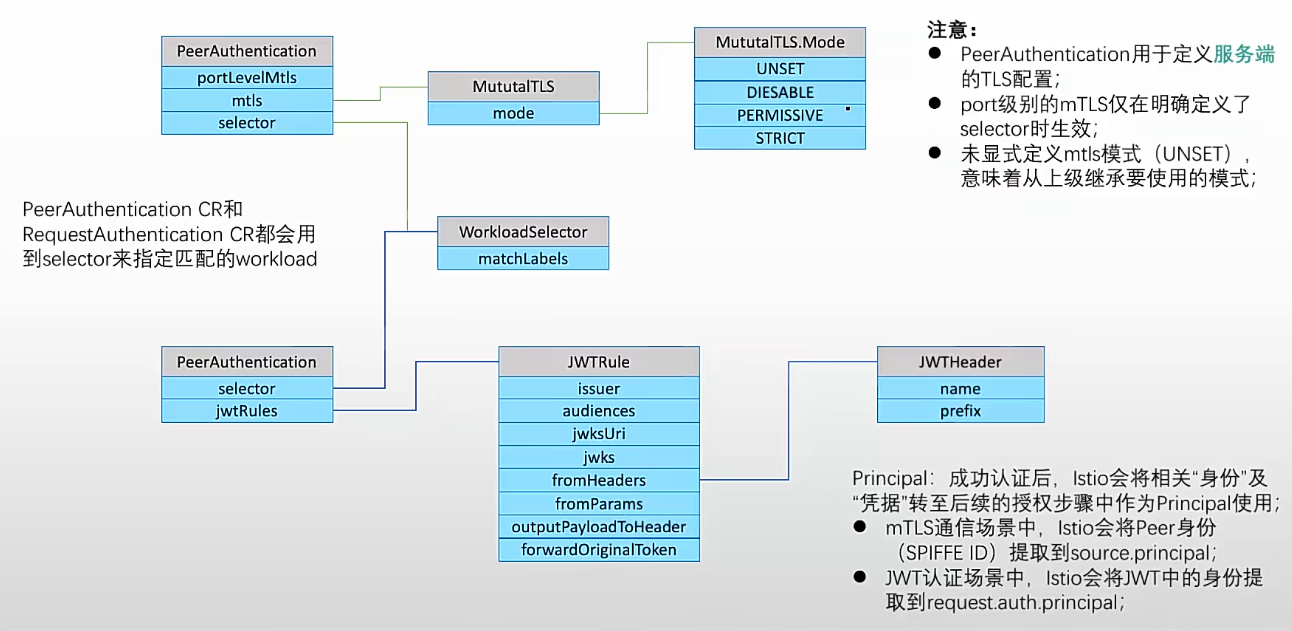 PeerAuthentication
portLevelMtls
mtls
selector
MututalTLS
mode
MututalTLS.Mode
UNSET
DIESABLE
PERMISSIVE
STRICT
注意：
● PeerAuthentication用于定义服务端
的TLS配置；
● port级别的mTLS仅在明确定义了
selector时生效；
● 未显式定义mtls模式（UNSET），
意味着从上级继承要使用的模式；
PeerAuthentication CR和
RequestAuthentication CR都会用
到selector来指定匹配的workload
WorkloadSelector
matchLabels
PeerAuthentication
selector
jwtRules
JWTRule
issuer
audiences
jwksUri
jwks
fromHeaders
fromParams
outputPayloadToHeader
forwardOriginalToken
JWTHeader
name
prefix
Principal：成功认证后，Istio会将相关“身份”及
“凭据”转至后续的授权步骤中作为Principal使用；
● mTLS通信场景中，Istio会将Peer身份
（SPIFFE ID）提取到source.principal；
● JWT认证场景中，Istio会将JWT中的身份提
取到request.auth.principal；